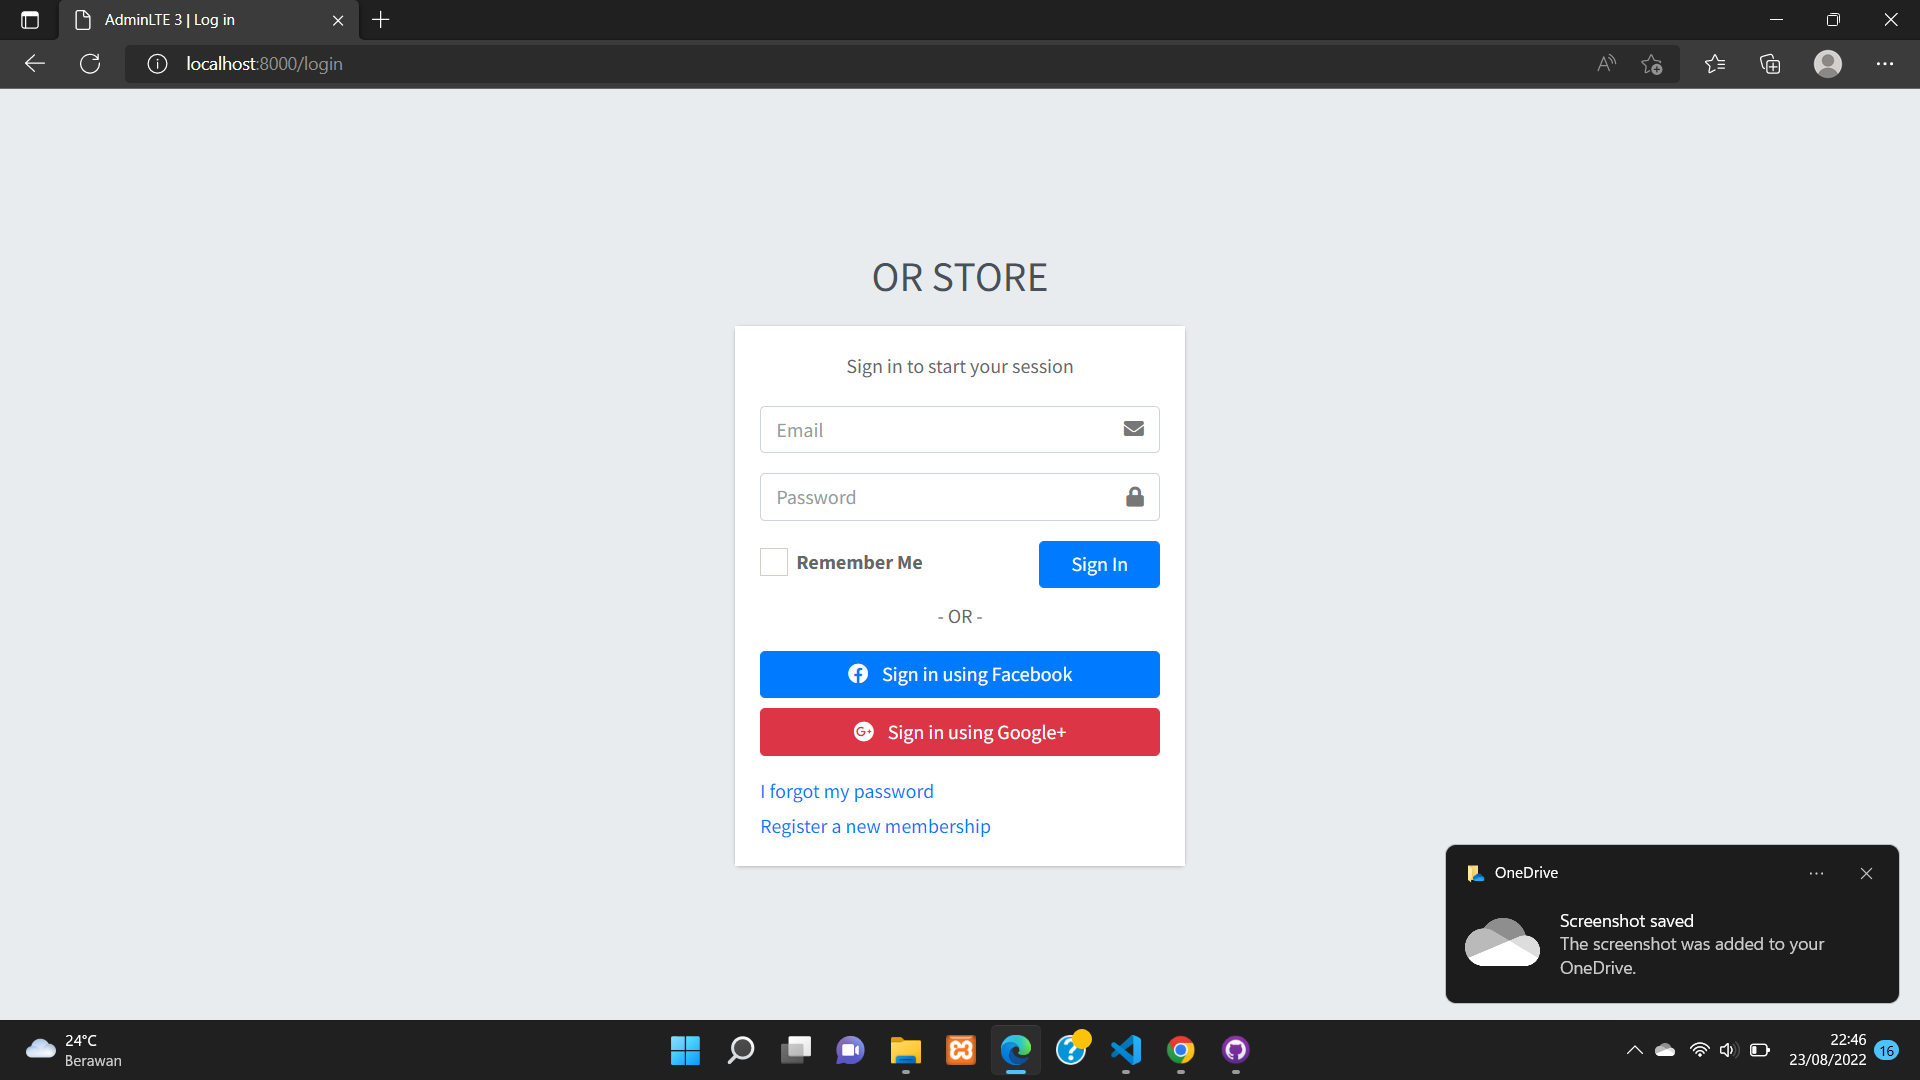 AdminLTE 3 | Log in
localhost:8000/login
OR STORE
Sign in to start your session
Email
Password
Remember Me
Sign In
- OR -
Sign in using Facebook
Sign in using Google+
I forgot my password
Register a new membership
OneDrive
Screenshot saved
The screenshot was added to your
OneDrive.
24°C
Berawan
22:46
23/08/2022
16